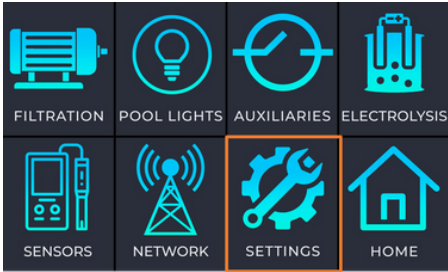 FILTRATION
POOL LIGHTS
AUXILIARIES
ELECTROLYSIS
SENSORS
NETWORK
SETTINGS
HOME